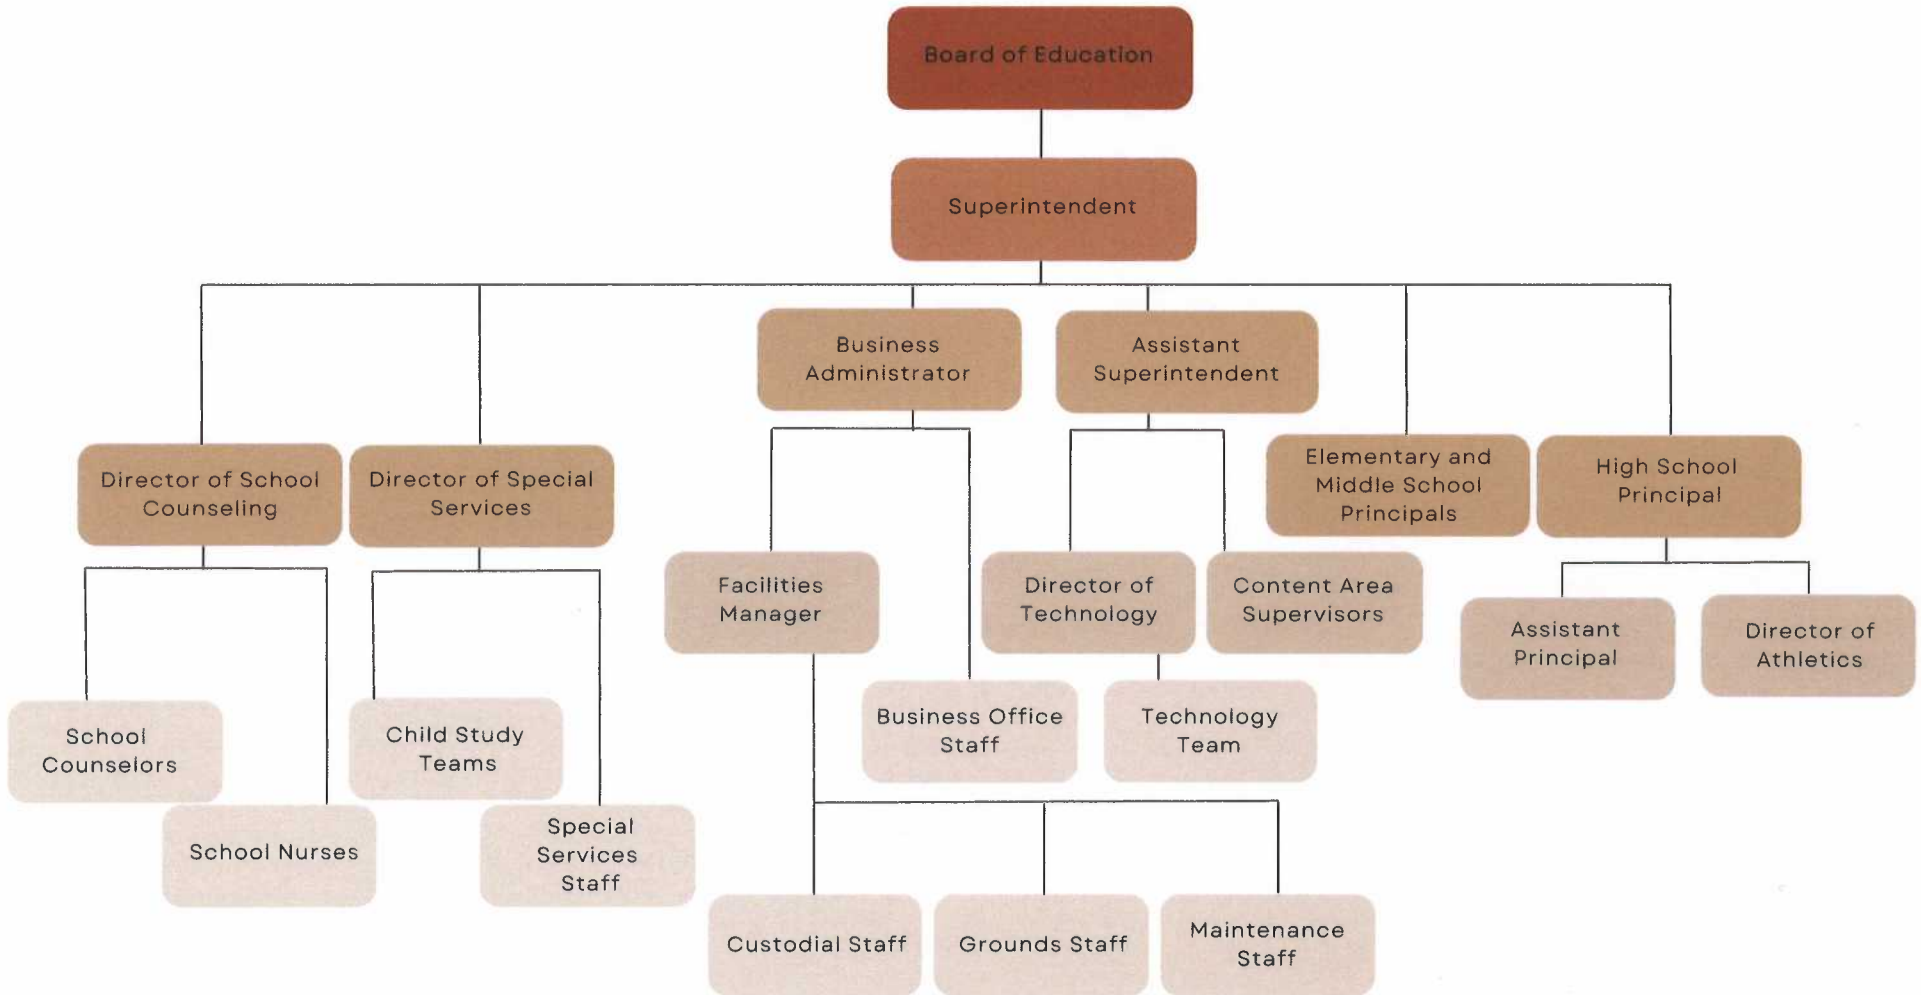 Board of Education
Superintendent
Business
Administrator
Assistant
Superintendent
Director of School
Counseling
Director of Special
Services
Elementary and
Middle School
Principals
High School
Principal
Facilities
Manager
Director of
Technology
Content Area
Supervisors
Assistant
Principal
Director of
Athletics
School
Counselors
Child Study
Teams
Business Office
Staff
Technology
Team
School Nurses
Special
Services
Staff
Custodial Staff
Grounds Staff
Maintenance
Staff